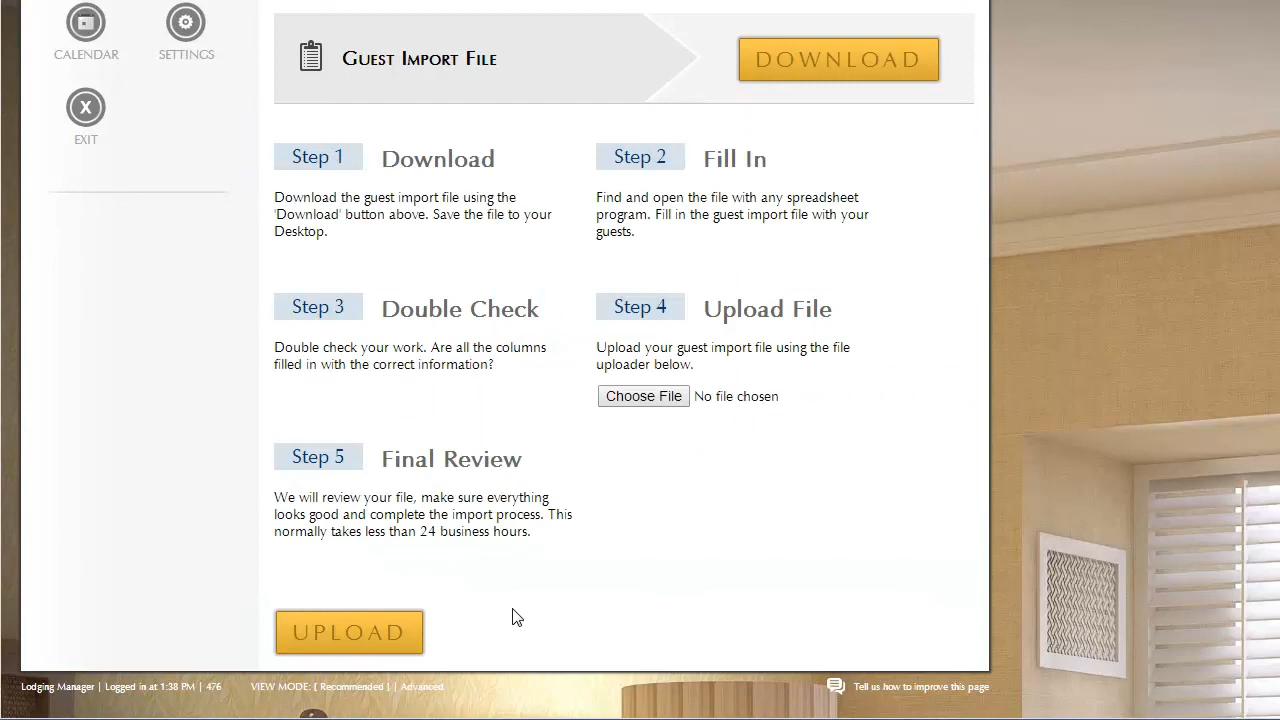 CALENDAR
SETTINGS
X
EXIT
Guest Import File
DOWNLOAD
Step 1
Download
Download the guest import file using the
'Download' button above. Save the file to your
Desktop.
Step 2
Fill In
Find and open the file with any spreadsheet
program. Fill in the guest import file with your
guests.
Step 3
Double Check
Double check your work. Are all the columns
filled in with the correct information?
Step 4
Upload File
Upload your guest import file using the file
uploader below.
Choose File No file chosen
Step 5
Final Review
We will review your file, make sure everything
looks good and complete the import process. This
normally takes less than 24 business hours.
UPLOAD
Lodging Manager | Logged in at 1:38 PM | 476
VIEW MODE: [ Recommended ] | Advanced
Tell us how to improve this page